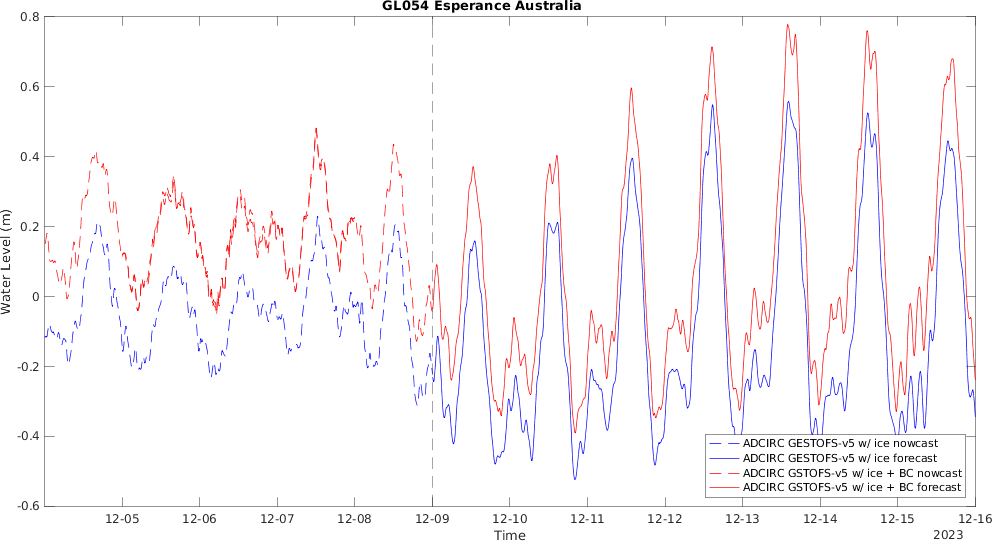 GL054 Esperance Australia
0.8
0.6
0.4
0.2
0
-0.2
-0.4
-0.6
Water Level (m)
ADCIRC GESTOFS-v5 w/ ice nowcast
ADCIRC GESTOFS-v5 w/ ice forecast
ADCIRC GSTOFS-v5 w/ ice + BC nowcast
ADCIRC GSTOFS-v5 w/ ice + BC forecast
12-05 12-06 12-07 12-08 12-09 12-10 12-11 12-12 12-13 12-14 12-15 12-16
Time 2023